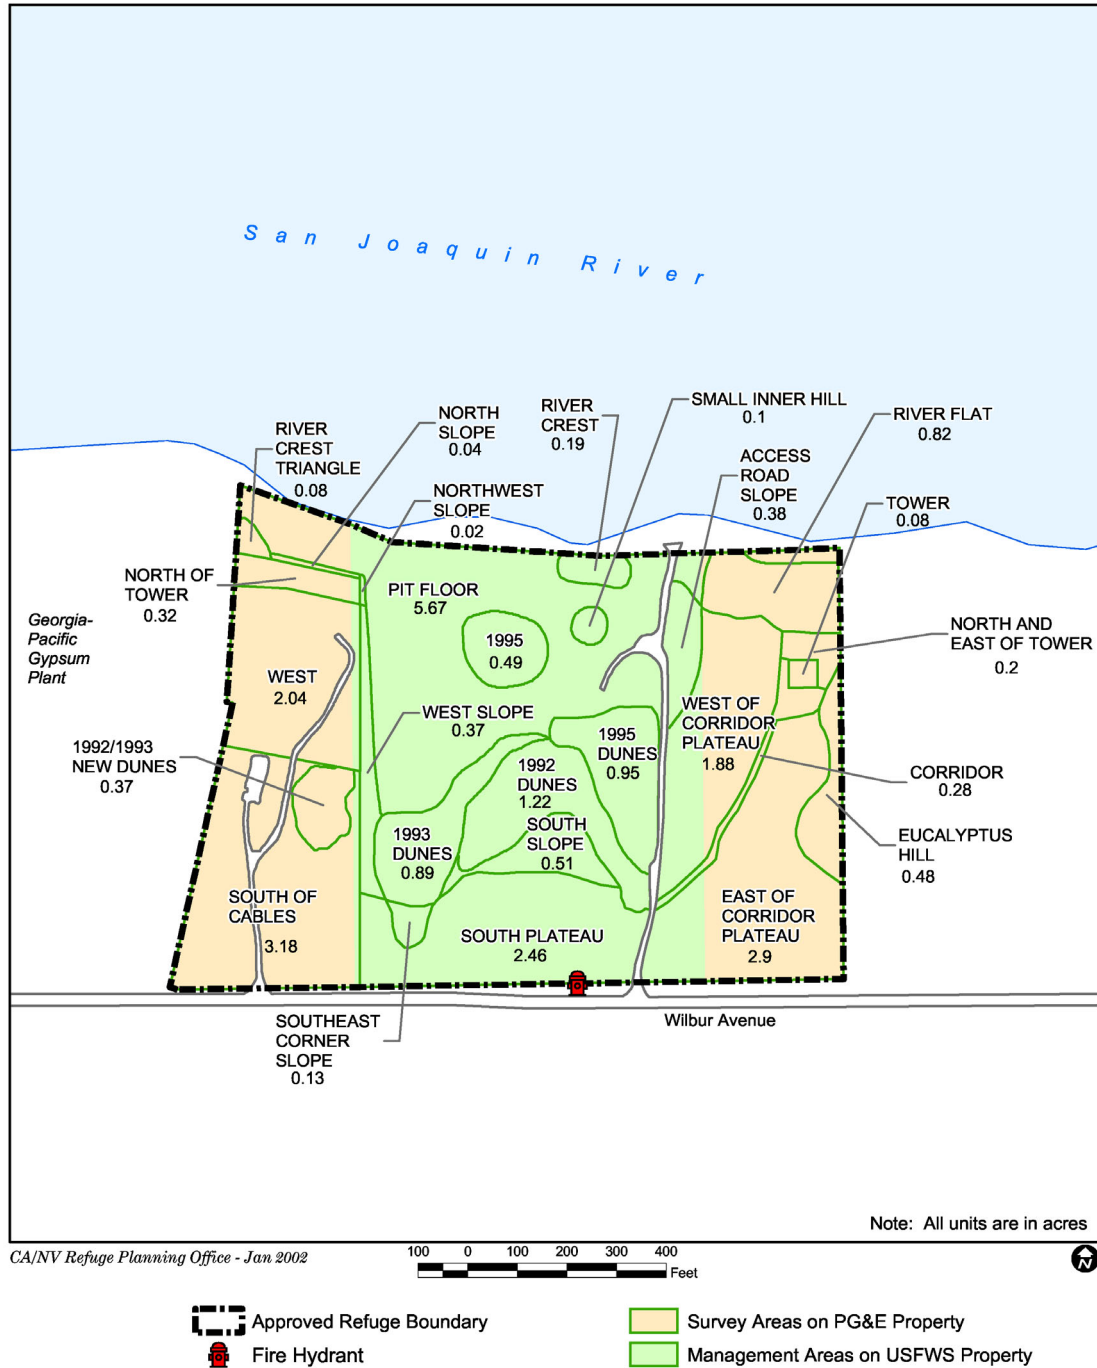 San Joaquin River
RIVER
CREST
TRIANGLE
0.08
NORTH
SLOPE
0.04
NORTHWEST
SLOPE
0.02
RIVER
CREST
0.19
SMALL INNER HILL
0.1
ACCESS
ROAD
SLOPE
0.38
RIVER FLAT
0.82
TOWER
0.08
NORTH OF
TOWER
0.32
PIT FLOOR
5.67
Georgia-
Pacific
Gypsum
Plant
1995
0.49
NORTH AND
EAST OF TOWER
0.2
WEST
2.04
WEST SLOPE
0.37
WEST OF
CORRIDOR
PLATEAU
1.88
1992/1993
NEW DUNES
0.37
1995
DUNES
0.95
1992
DUNES
1.22
CORRIDOR
0.28
SOUTH
SLOPE
0.51
1993
DUNES
0.89
EUCALYPTUS
HILL
0.48
SOUTH OF
CABLES
3.18
SOUTH PLATEAU
2.46
EAST OF
CORRIDOR
PLATEAU
2.9
SOUTHEAST
CORNER
SLOPE
0.13
Wilbur Avenue
Note: All units are in acres
CA/NV Refuge Planning Office - Jan 2002
100 0 100 200 300 400
Feet
N
Approved Refuge Boundary
Fire Hydrant
Survey Areas on PG&E Property
Management Areas on USFWS Property